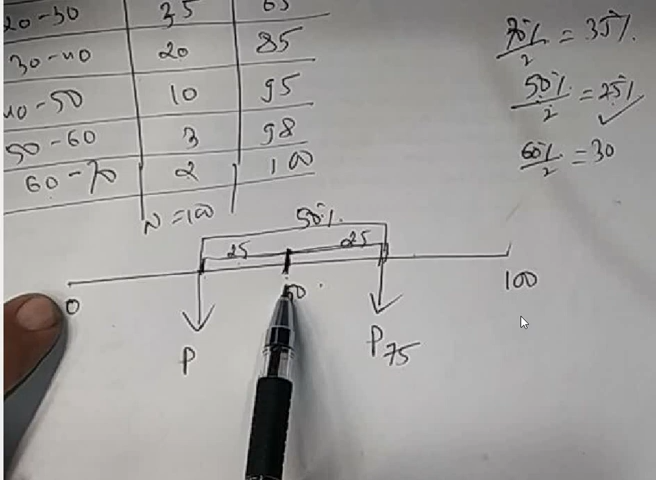 20-30 35 65
30-40 20 85
40-50 10 95
50-60 3 98
60-70 2 100
N = 100
70%/2 = 35%
50%/2 = 25%
60%/2 = 30
50%
25 25
0 50 100
P P75